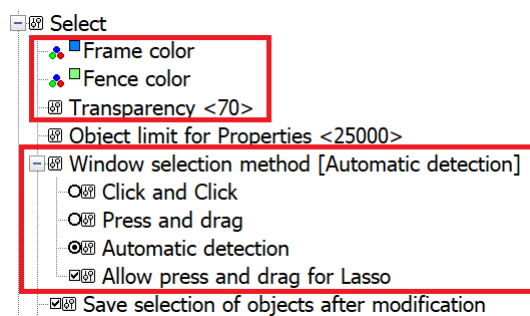 Select
Frame color
Fence color
Transparency <70>
Object limit for Properties <25000>
Window selection method [Automatic detection]
Click and Click
Press and drag
Automatic detection
Allow press and drag for Lasso
Save selection of objects after modification